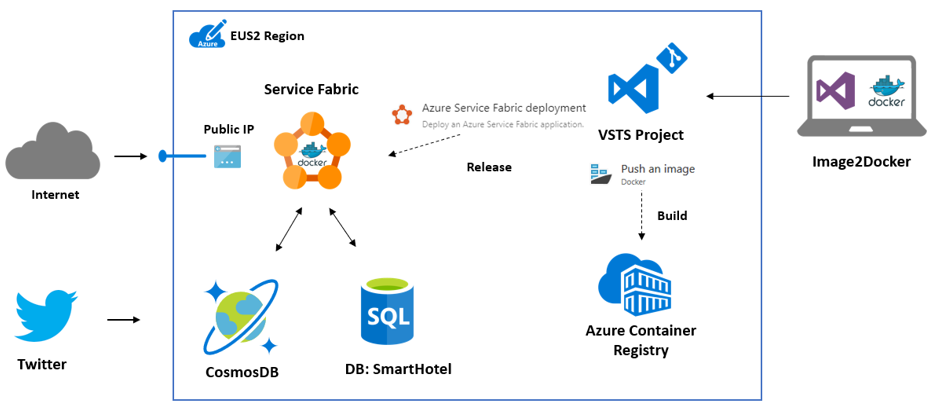 Azure
EUS2 Region
Service Fabric
Public IP
docker
Azure Service Fabric deployment
Deploy an Azure Service Fabric application.
Release
VSTS Project
Push an image
Docker
Build
docker
Image2Docker
Internet
Twitter
CosmosDB
SQL
DB: SmartHotel
Azure Container
Registry